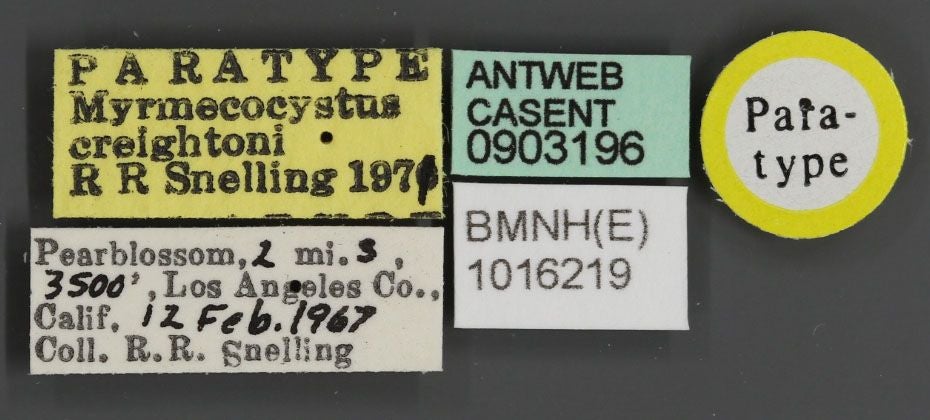 PARATYPE
Myrmecocystus
creightoni
R R Snelling 1971
Pearblossom, 2 mi. S,
3500', Los Angeles Co.,
Calif. 12 Feb. 1967
Coll. R.R. Snelling
ANTWEB
CASENT
0903196
BMNH(E)
1016219
Para-
type